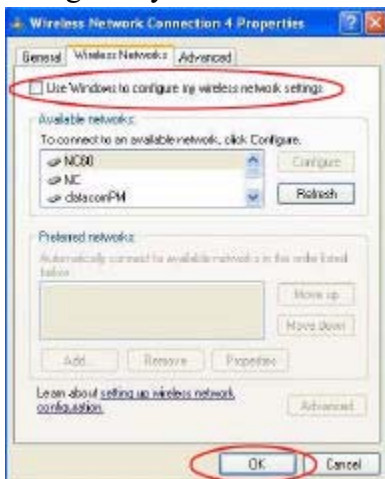 Wireless Network Connection 4 Properties
General Wireless Networks Advanced
Use Windows to configure my wireless network settings
Available networks:
To connect to an available network, click Configure.
NC60
Configure
NC
datacomPM
Refresh
Preferred networks:
Automatically connect to available networks in the order listed
below:
Move up
Move down
Add... Remove Properties
Learn about setting up wireless network
configuration.
Advanced
OK Cancel